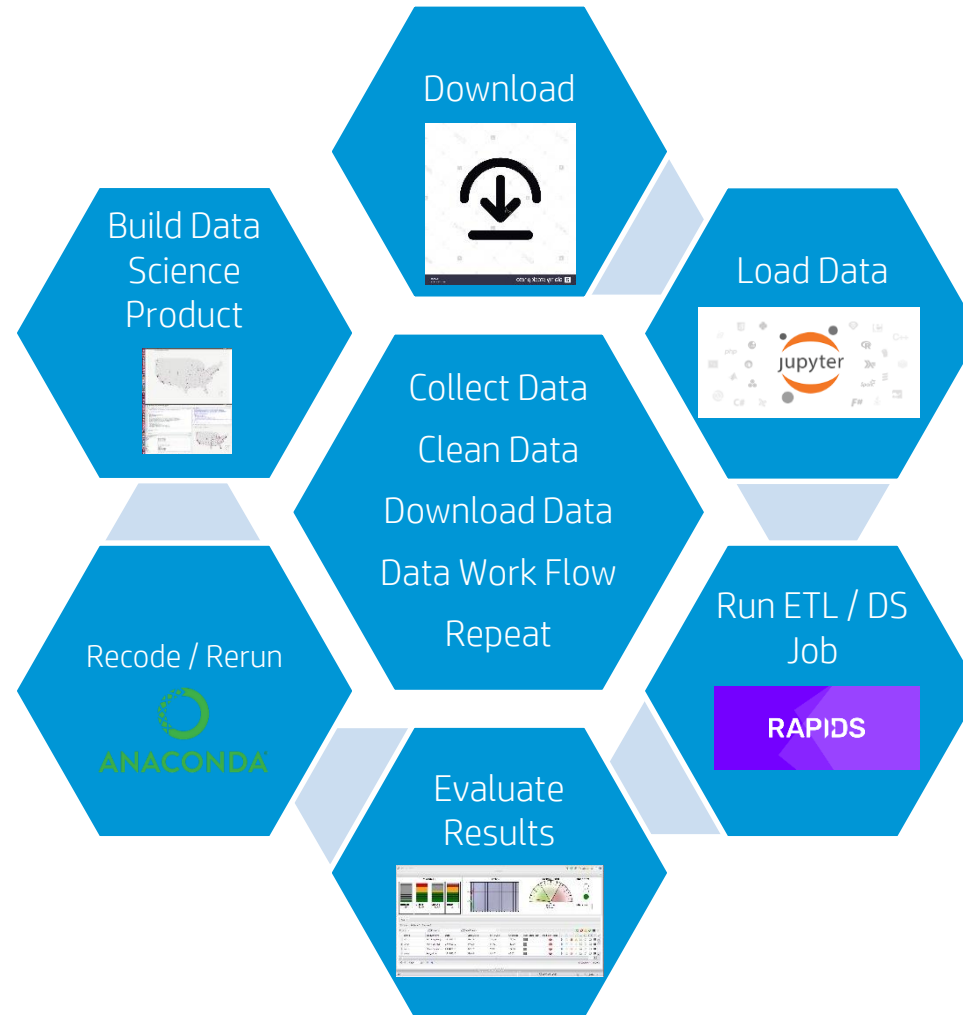 Download
Load Data
jupyter
Run ETL / DS
Job
RAPIDS
Evaluate
Results
Recode / Rerun
ANACONDA
Build Data
Science
Product
Collect Data
Clean Data
Download Data
Data Work Flow
Repeat